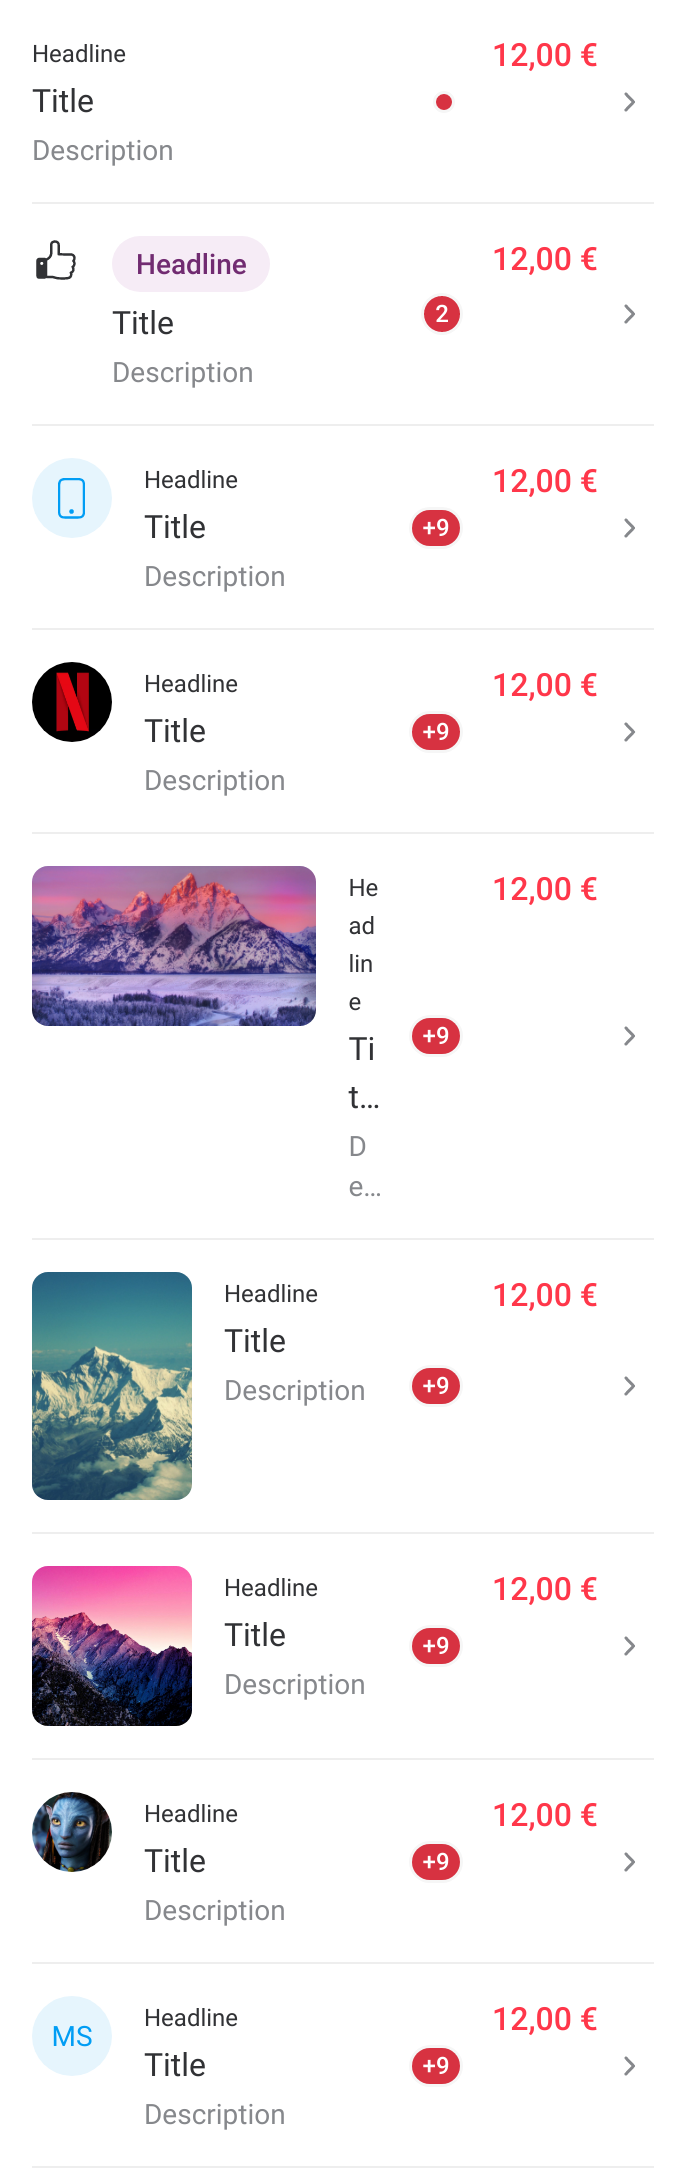 Headline
12,00 €
Title
Description
Headline
12,00 €
Title
2
Description
Headline
12,00 €
Title
+9
Description
N
Headline
12,00 €
Title
+9
Description
He
12,00 €
ad
lin
e
Ti
+9
t...
D
e...
Headline
12,00 €
Title
Description
+9
Headline
12,00 €
Title
+9
Description
Headline
12,00 €
Title
+9
Description
MS
Headline
12,00 €
Title
+9
Description